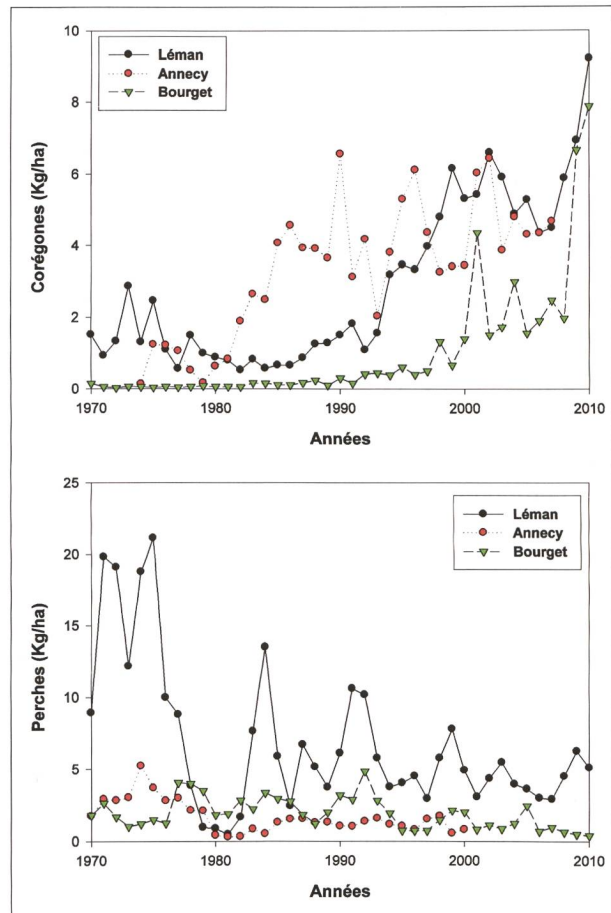 10
8
6
4
2
0
Corégones (Kg/ha)
Léman
Annecy
Bourget
1970 1980 1990 2000 2010
Années
25
20
15
10
5
0
Perches (Kg/ha)
Léman
Annecy
Bourget
1970 1980 1990 2000 2010
Années